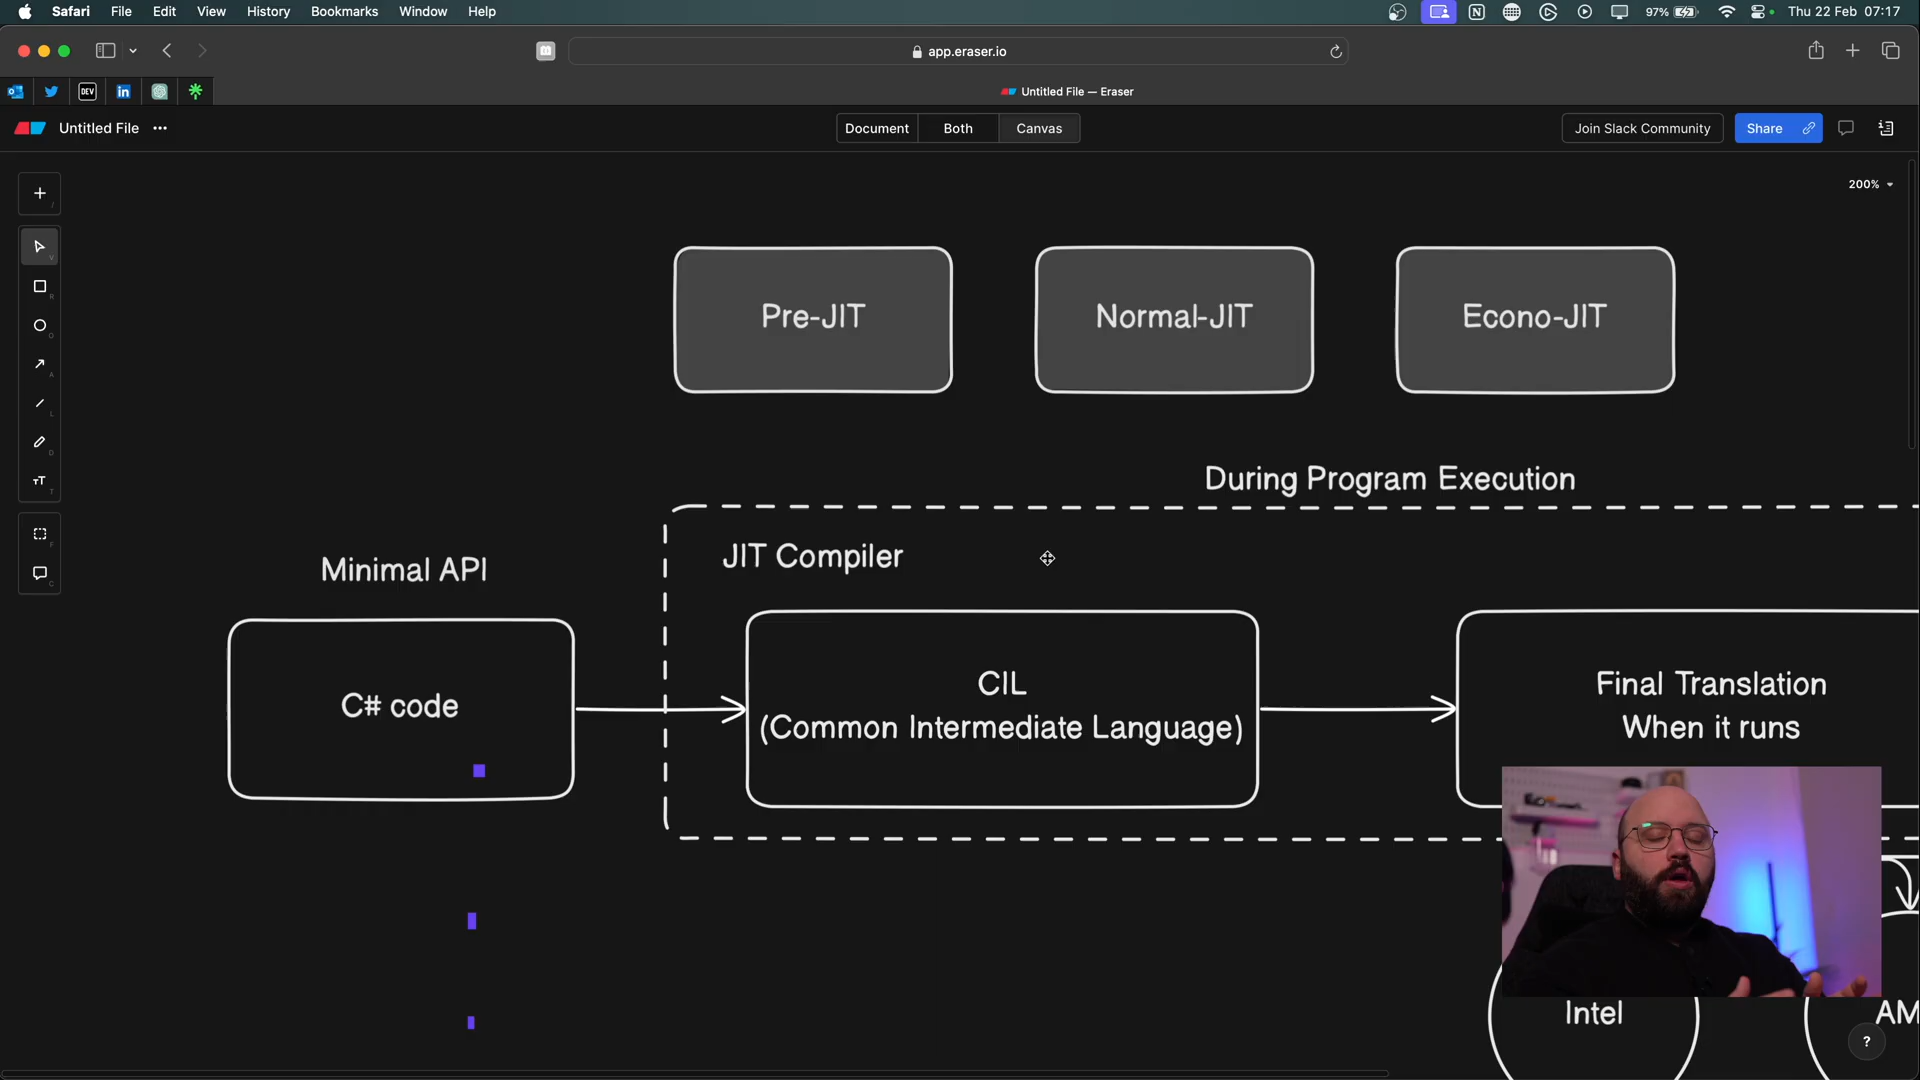 Safari File Edit View History Bookmarks Window Help 97% Thu 22 Feb 07:17
app.eraser.io
DEV
Untitled File — Eraser
Untitled File ... Document Both Canvas Join Slack Community Share
200%
Pre-JIT Normal-JIT Econo-JIT
During Program Execution
JIT Compiler
Minimal API
C# code
CIL
(Common Intermediate Language)
Final Translation
When it runs
Intel
AM
?